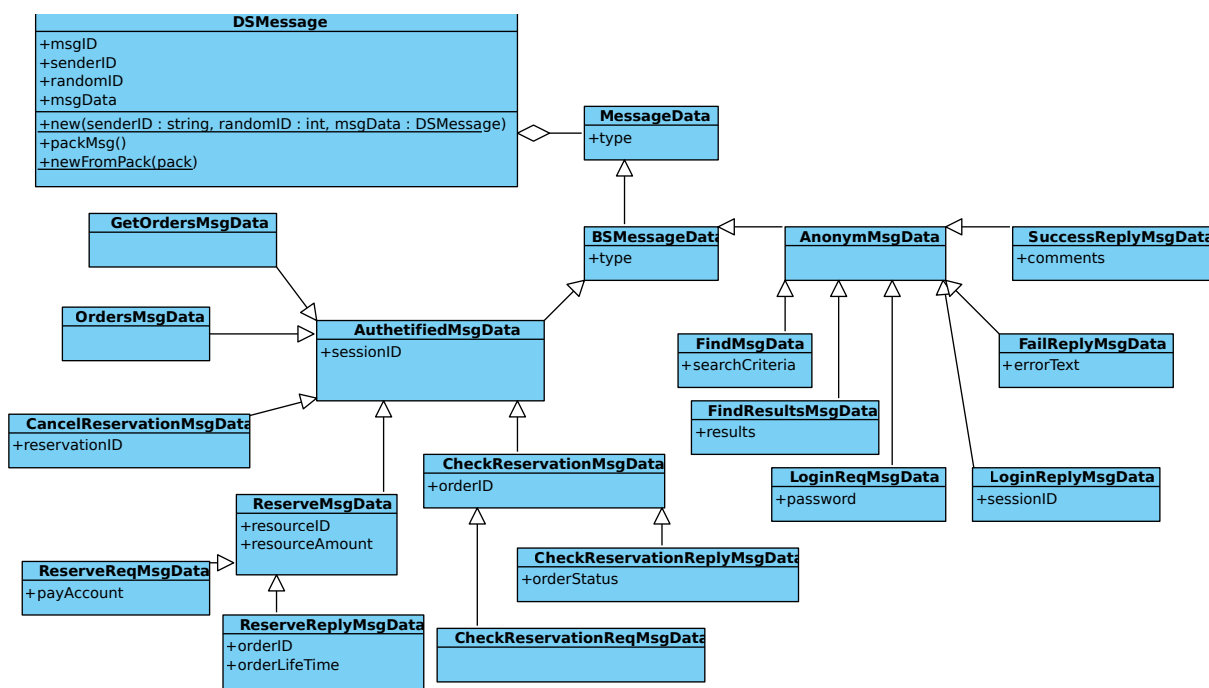 DSMessage
+msgID
+senderID
+randomID
+msgData
+new(senderID : string, randomID : int, msgData : DSMessage)
+packMsg()
+newFromPack(pack)
MessageData
+type
GetOrdersMsgData
BSMessageData
+type
AnonymMsgData
SuccessReplyMsgData
+comments
OrdersMsgData
AuthetifiedMsgData
+sessionID
FindMsgData
+searchCriteria
FailReplyMsgData
+errorText
CancelReservationMsgData
+reservationID
FindResultsMsgData
+results
CheckReservationMsgData
+orderID
LoginReqMsgData
+password
LoginReplyMsgData
+sessionID
ReserveMsgData
+resourceID
+resourceAmount
CheckReservationReplyMsgData
+orderStatus
ReserveReqMsgData
+payAccount
ReserveReplyMsgData
+orderID
+orderLifeTime
CheckReservationReqMsgData